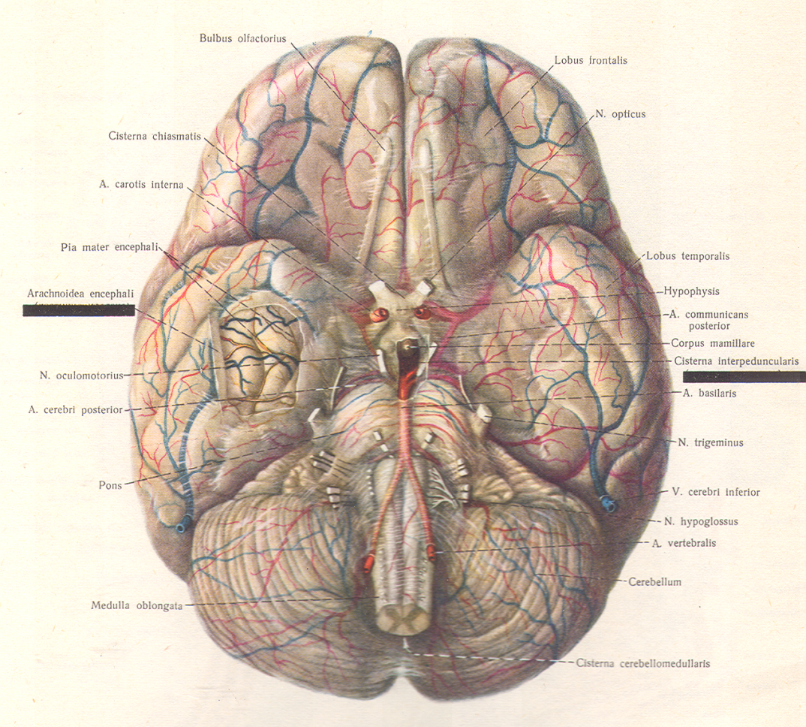 Bulbus olfactorius
Lobus frontalis
N. opticus
Cisterna chiasmatis
A. carotis interna
Pia mater encephali
Lobus temporalis
Arachnoidea encephali
Hypophysis
A. communicans
posterior
Corpus mamillare
Cisterna interpeduncularis
N. oculomotorius
A. basilaris
A. cerebri posterior
N. trigeminus
Pons
V. cerebri inferior
N. hypoglossus
A. vertebralis
Cerebellum
Medulla oblongata
Cisterna cerebellomedullaris